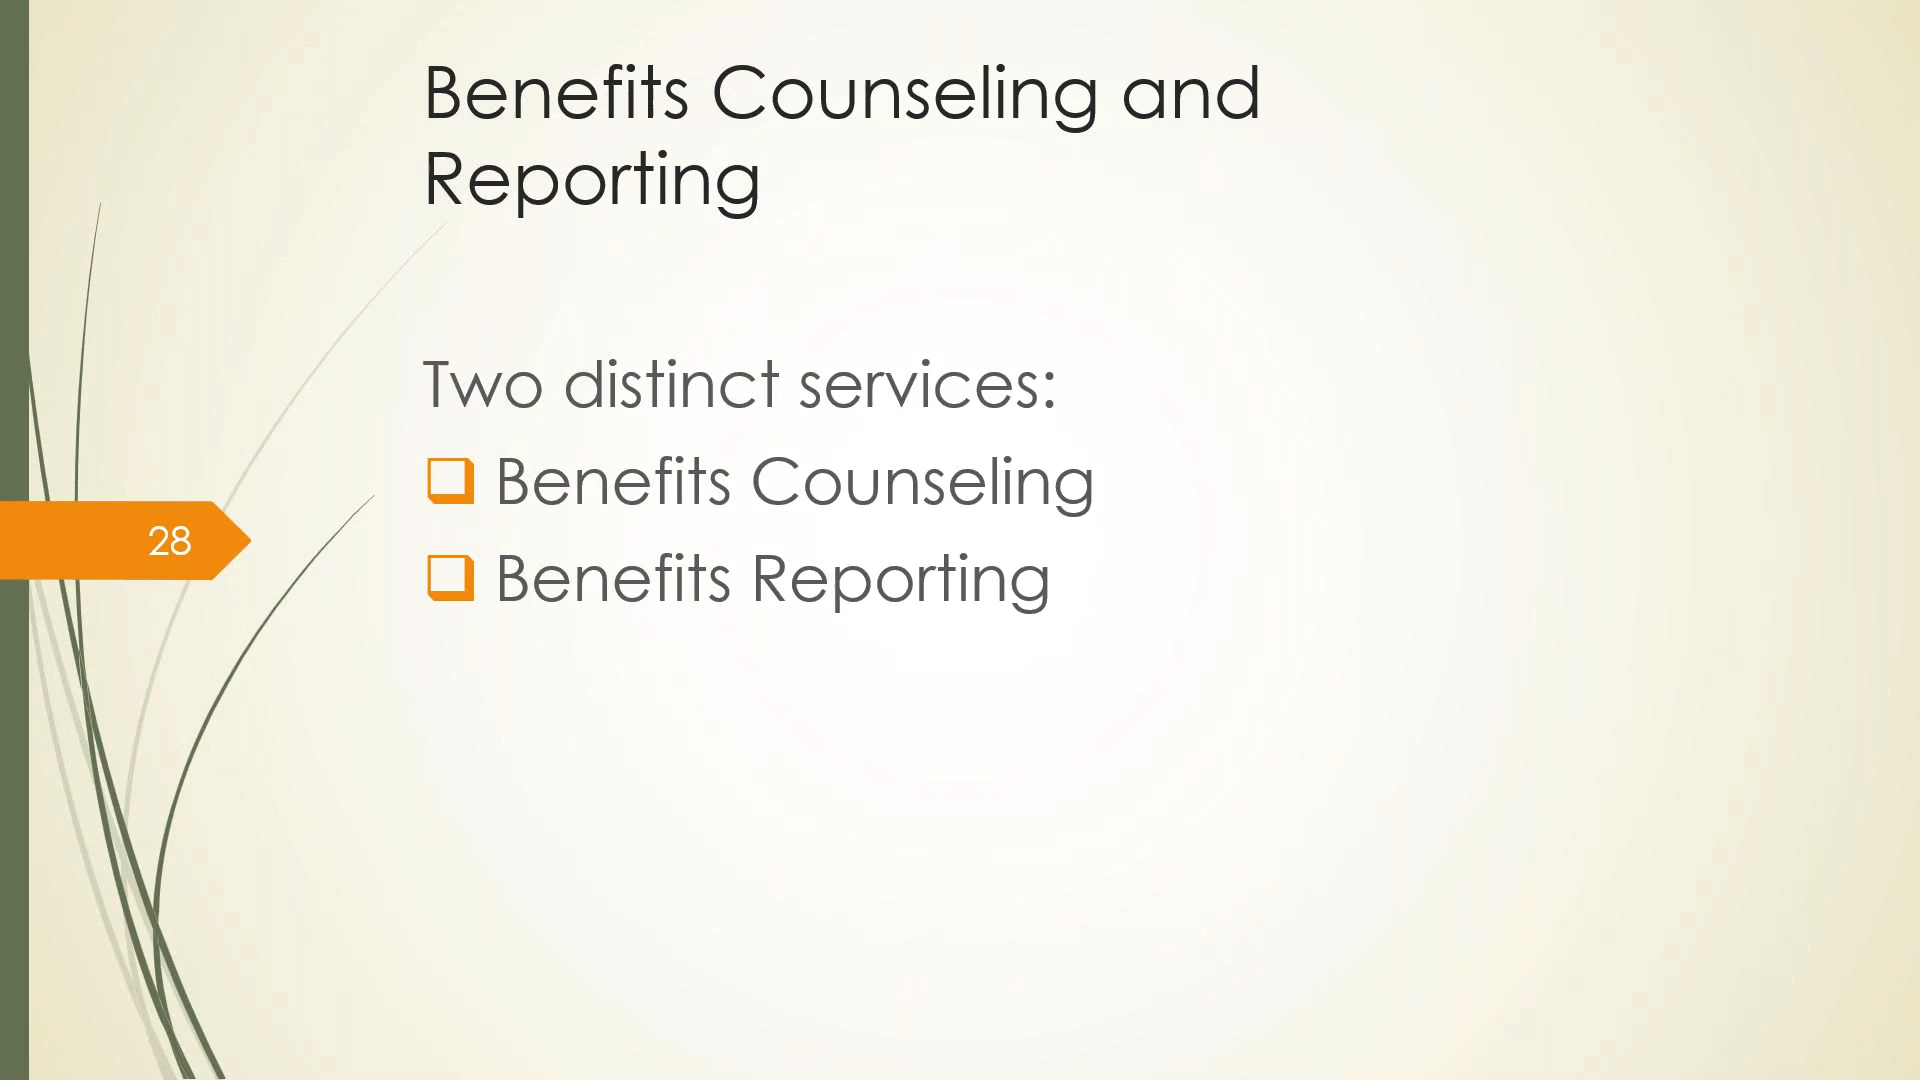 Benefits Counseling and
Reporting
Two distinct services:
Benefits Counseling
Benefits Reporting
28